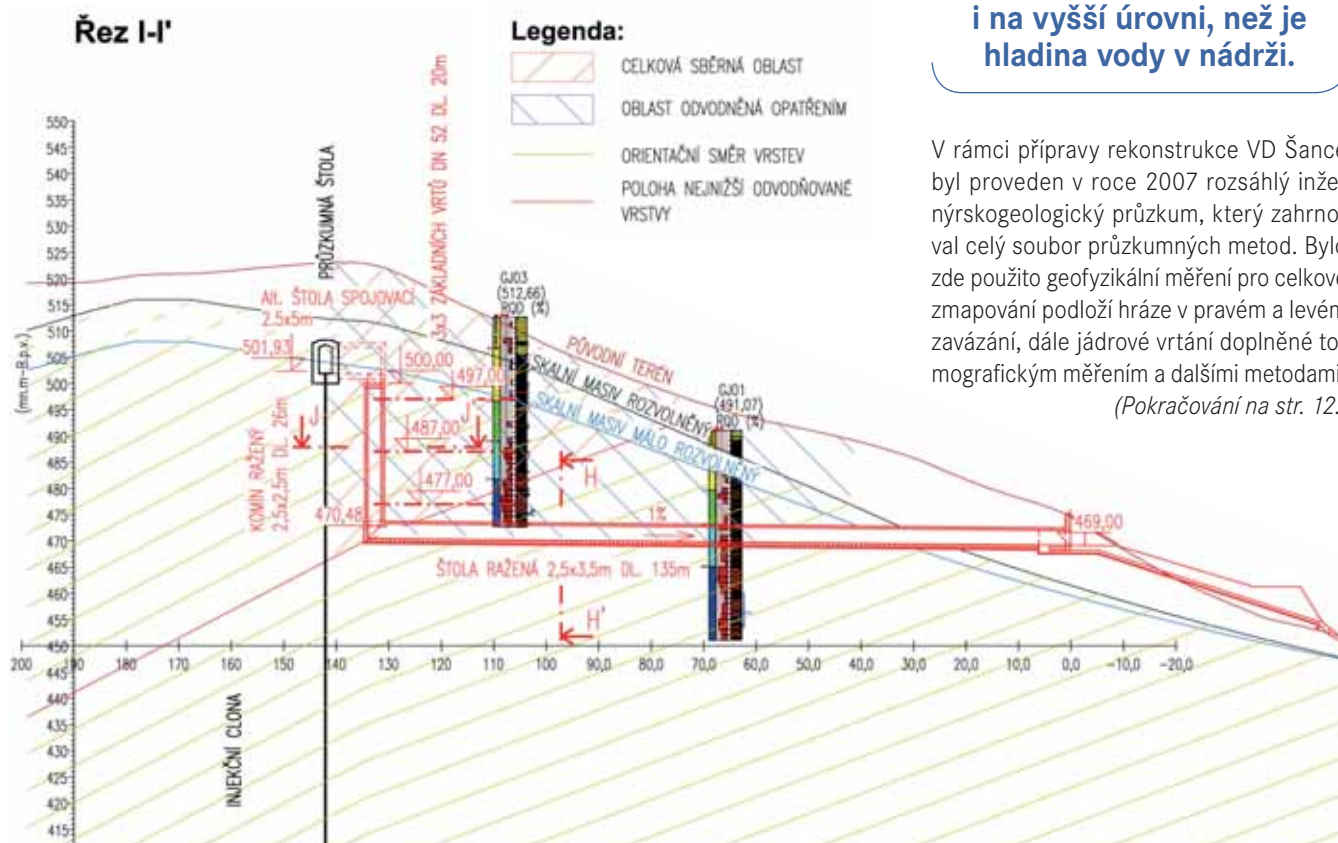 Řez I-I'
Legenda:
CELKOVÁ SBĚRNÁ OBLAST
OBLAST ODVODNĚNÁ OPATŘENÍM
ORIENTAČNÍ SMĚR VRSTEV
POLOHA NEJNIŽŠÍ ODVODŇOVANÉ
VRSTVY
i na vyšší úrovni, než je
hladina vody v nádrži.
V rámci přípravy rekonstrukce VD Šance
byl proveden v roce 2007 rozsáhlý inže
nýrskogeologický průzkum, který zahrno
val celý soubor průzkumných metod. Bylo
zde použito geofyzikální měření pro celkové
zmapování podloží hráze v pravém a levém
zavázání, dále jádrové vrtání doplněné to
mografickým měřením a dalšími metodami
(Pokračování na str. 12.
(mn.m-B.p.v.)
550
545
540
535
530
525
520
515
510
505
500
495
490
485
480
475
470
465
460
455
450
445
440
435
430
425
420
415
PRŮZKUMNÁ ŠTOLA
3x3 ZÁKLADNÍCH VRTŮ DN 52 DL. 20m
Alt. ŠTOLA SPOJOVACÍ
2.5x5m
501,93
500,00
497,00
487,00
477,00
470,48
J
J'
KOMÍN RAŽENÝ
2,5x2,5m DL. 26m
GJ03
(512,66)
RQD (%)
PŮVODNÍ TERÉN
SKALNÍ MASIV ROZVOLNĚNÝ
SKALNÍ MASIV MÁLO ROZVOLNĚNÝ
GJ01
(491,07)
RQD (%)
H
H'
1%
469,00
ŠTOLA RAŽENÁ 2,5x3,5m DL. 135m
200 190 180 170 160 150 140 130 120 110 100 90,0 80,0 70,0 60,0 50,0 40,0 30,0 20,0 10,0 0,0 -10,0 -20,0
INJEKČNÍ CLONA